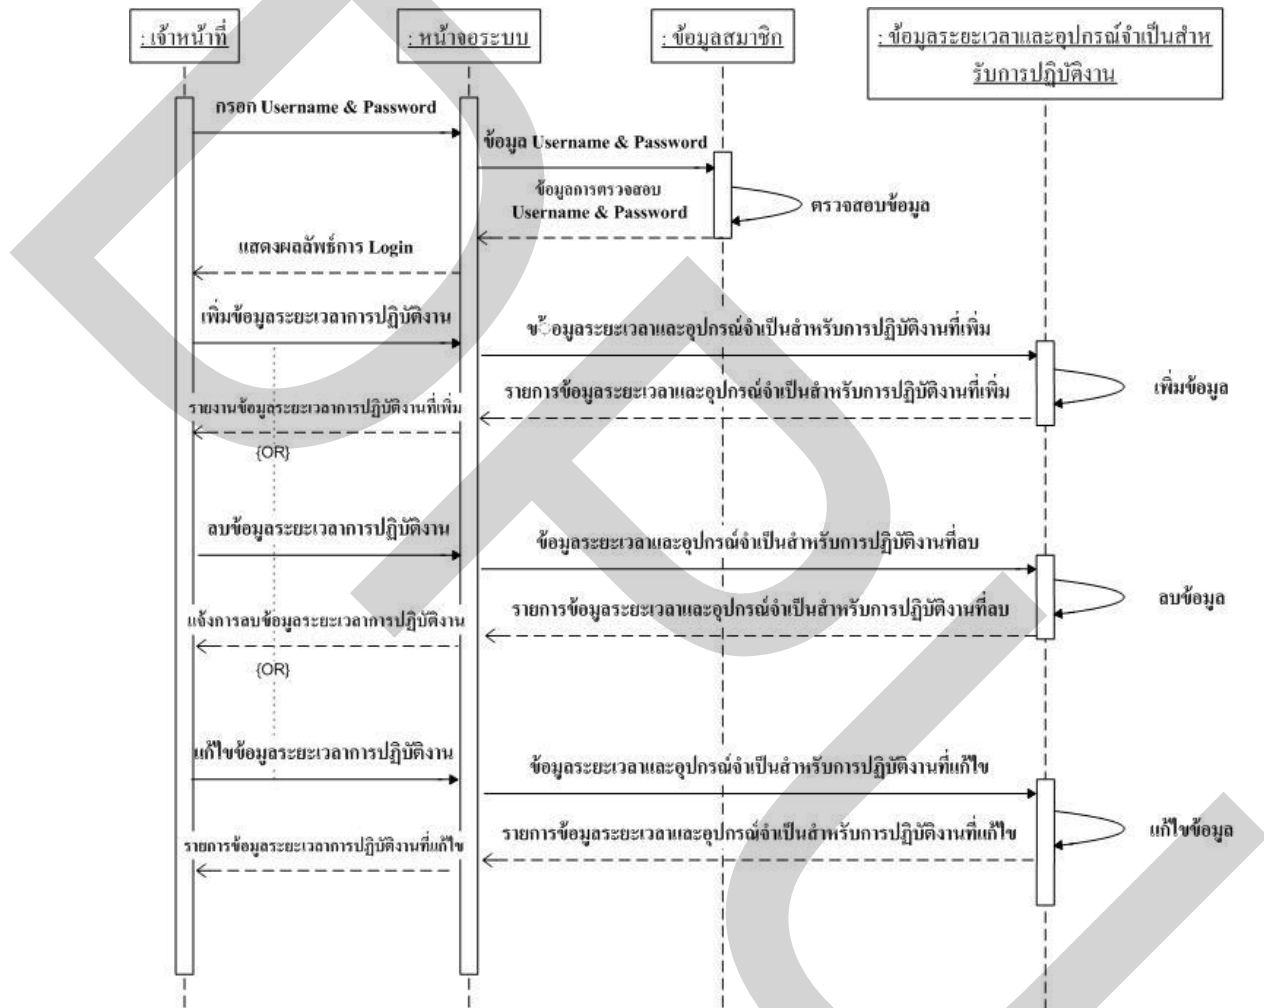 : เจ้าหน้าที่
: หน้าจอระบบ
: ข้อมูลสมาชิก
: ข้อมูลระยะเวลาและอุปกรณ์จำเป็นสำห
รับการปฏิบัติงาน
กรอก Username & Password
ข้อมูล Username & Password
ข้อมูลการตรวจสอบ
Username & Password
ตรวจสอบข้อมูล
แสดงผลลัพธ์การ Login
เพิ่มข้อมูลระยะเวลาการปฏิบัติงาน
ข้้อมูลระยะเวลาและอุปกรณ์จำเป็นสำหรับการปฏิบัติงานที่เพิ่ม
เพิ่มข้อมูล
รายการข้อมูลระยะเวลาและอุปกรณ์จำเป็นสำหรับการปฏิบัติงานที่เพิ่ม
รายงานข้อมูลระยะเวลาการปฏิบัติงานที่เพิ่ม
{OR}
ลบข้อมูลระยะเวลาการปฏิบัติงาน
ข้อมูลระยะเวลาและอุปกรณ์จำเป็นสำหรับการปฏิบัติงานที่ลบ
ลบข้อมูล
รายการข้อมูลระยะเวลาและอุปกรณ์จำเป็นสำหรับการปฏิบัติงานที่ลบ
แจ้งการลบข้อมูลระยะเวลาการปฏิบัติงาน
{OR}
แก้ไขข้อมูลระยะเวลาการปฏิบัติงาน
ข้อมูลระยะเวลาและอุปกรณ์จำเป็นสำหรับการปฏิบัติงานที่แก้ไข
แก้ไขข้อมูล
รายการข้อมูลระยะเวลาและอุปกรณ์จำเป็นสำหรับการปฏิบัติงานที่แก้ไข
รายการข้อมูลระยะเวลาการปฏิบัติงานที่แก้ไข
DPU